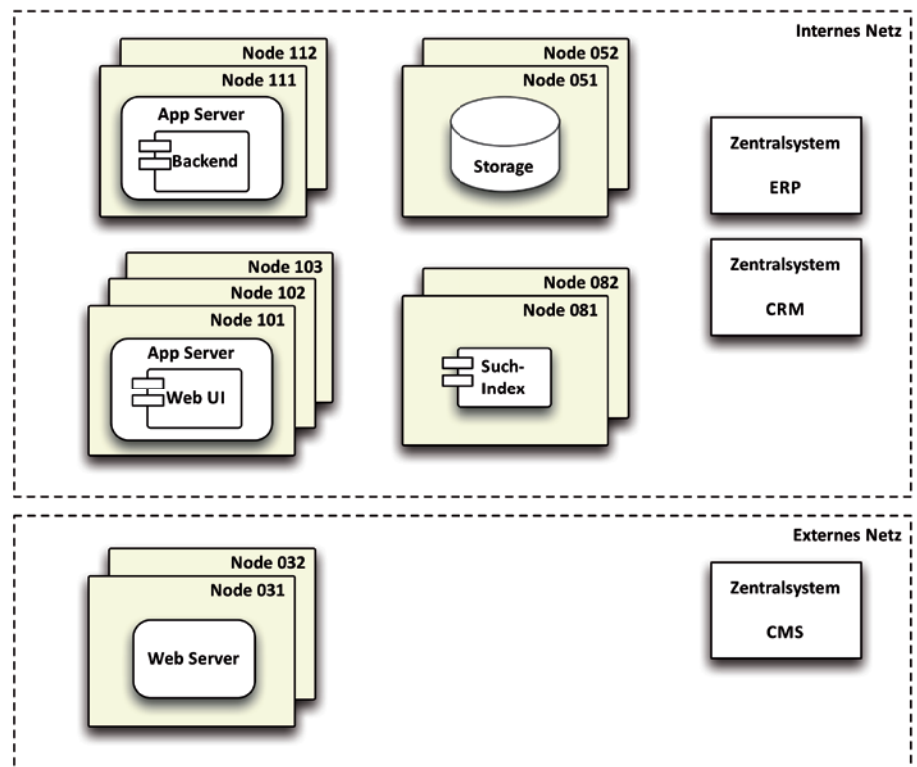 Internes Netz
Node 112
Node 111
App Server
Backend
Node 052
Node 051
Storage
Zentralsystem
ERP
Zentralsystem
CRM
Node 103
Node 102
Node 101
App Server
Web UI
Node 082
Node 081
Such-
Index
Externes Netz
Node 032
Node 031
Web Server
Zentralsystem
CMS